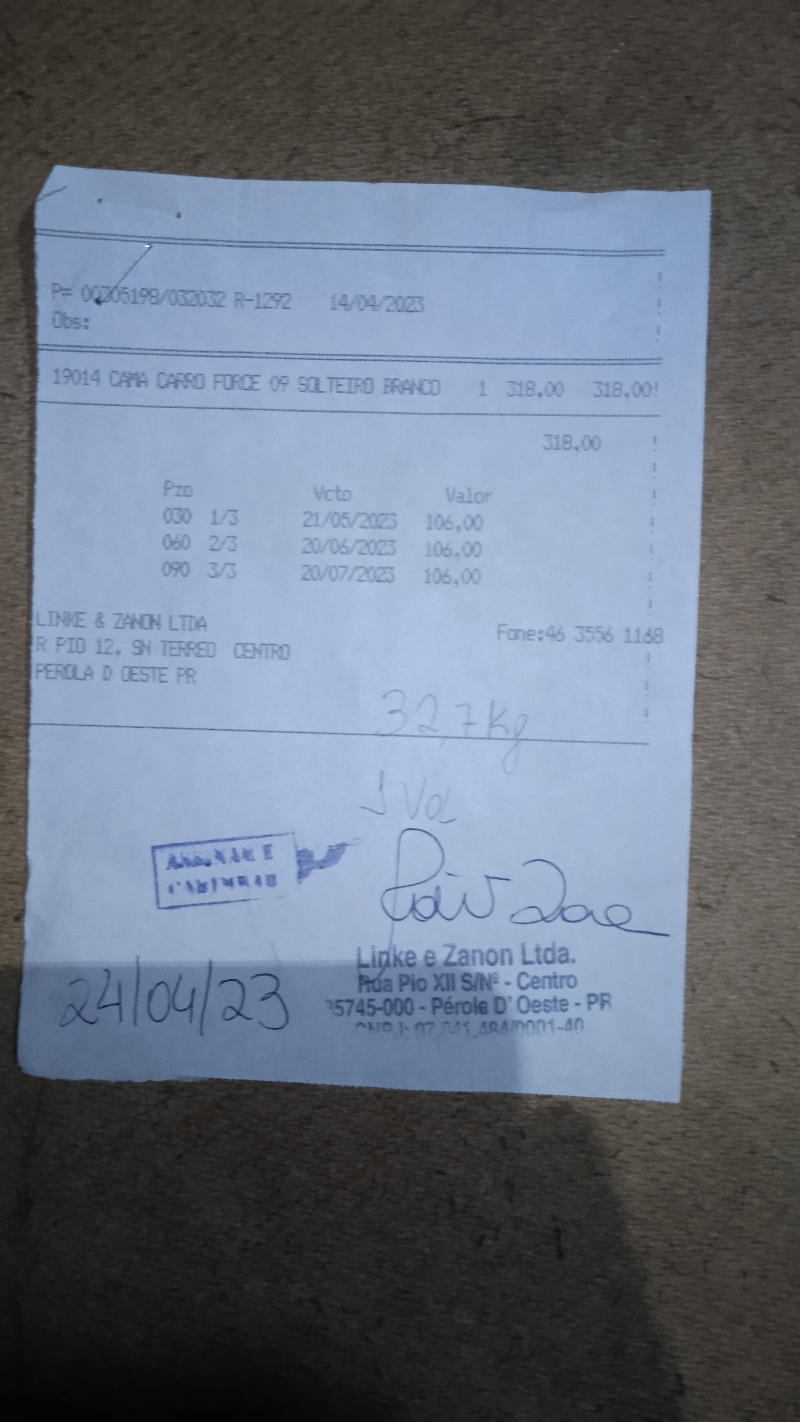 P= 00205198/032032 R-1292 14/04/2023
Obs:
19014 CAMA CARRO FORCE 09 SOLTEIRO BRANCO 1 318,00 318,00!
318,00
Pzo Vcto Valor
030 1/3 21/05/2023 106,00
060 2/3 20/06/2023 106,00
090 3/3 20/07/2023 106,00
LINKE & ZANON LTDA
Fone:46 3556 1168
R PIO 12, SN TERREO CENTRO
PEROLA D OESTE PR
32,7 Kg
1 Vol
Linke e Zanon Ltda.
Rua Pio XII S/Nº - Centro
24/04/23
85745-000 - Pérola D' Oeste - PR